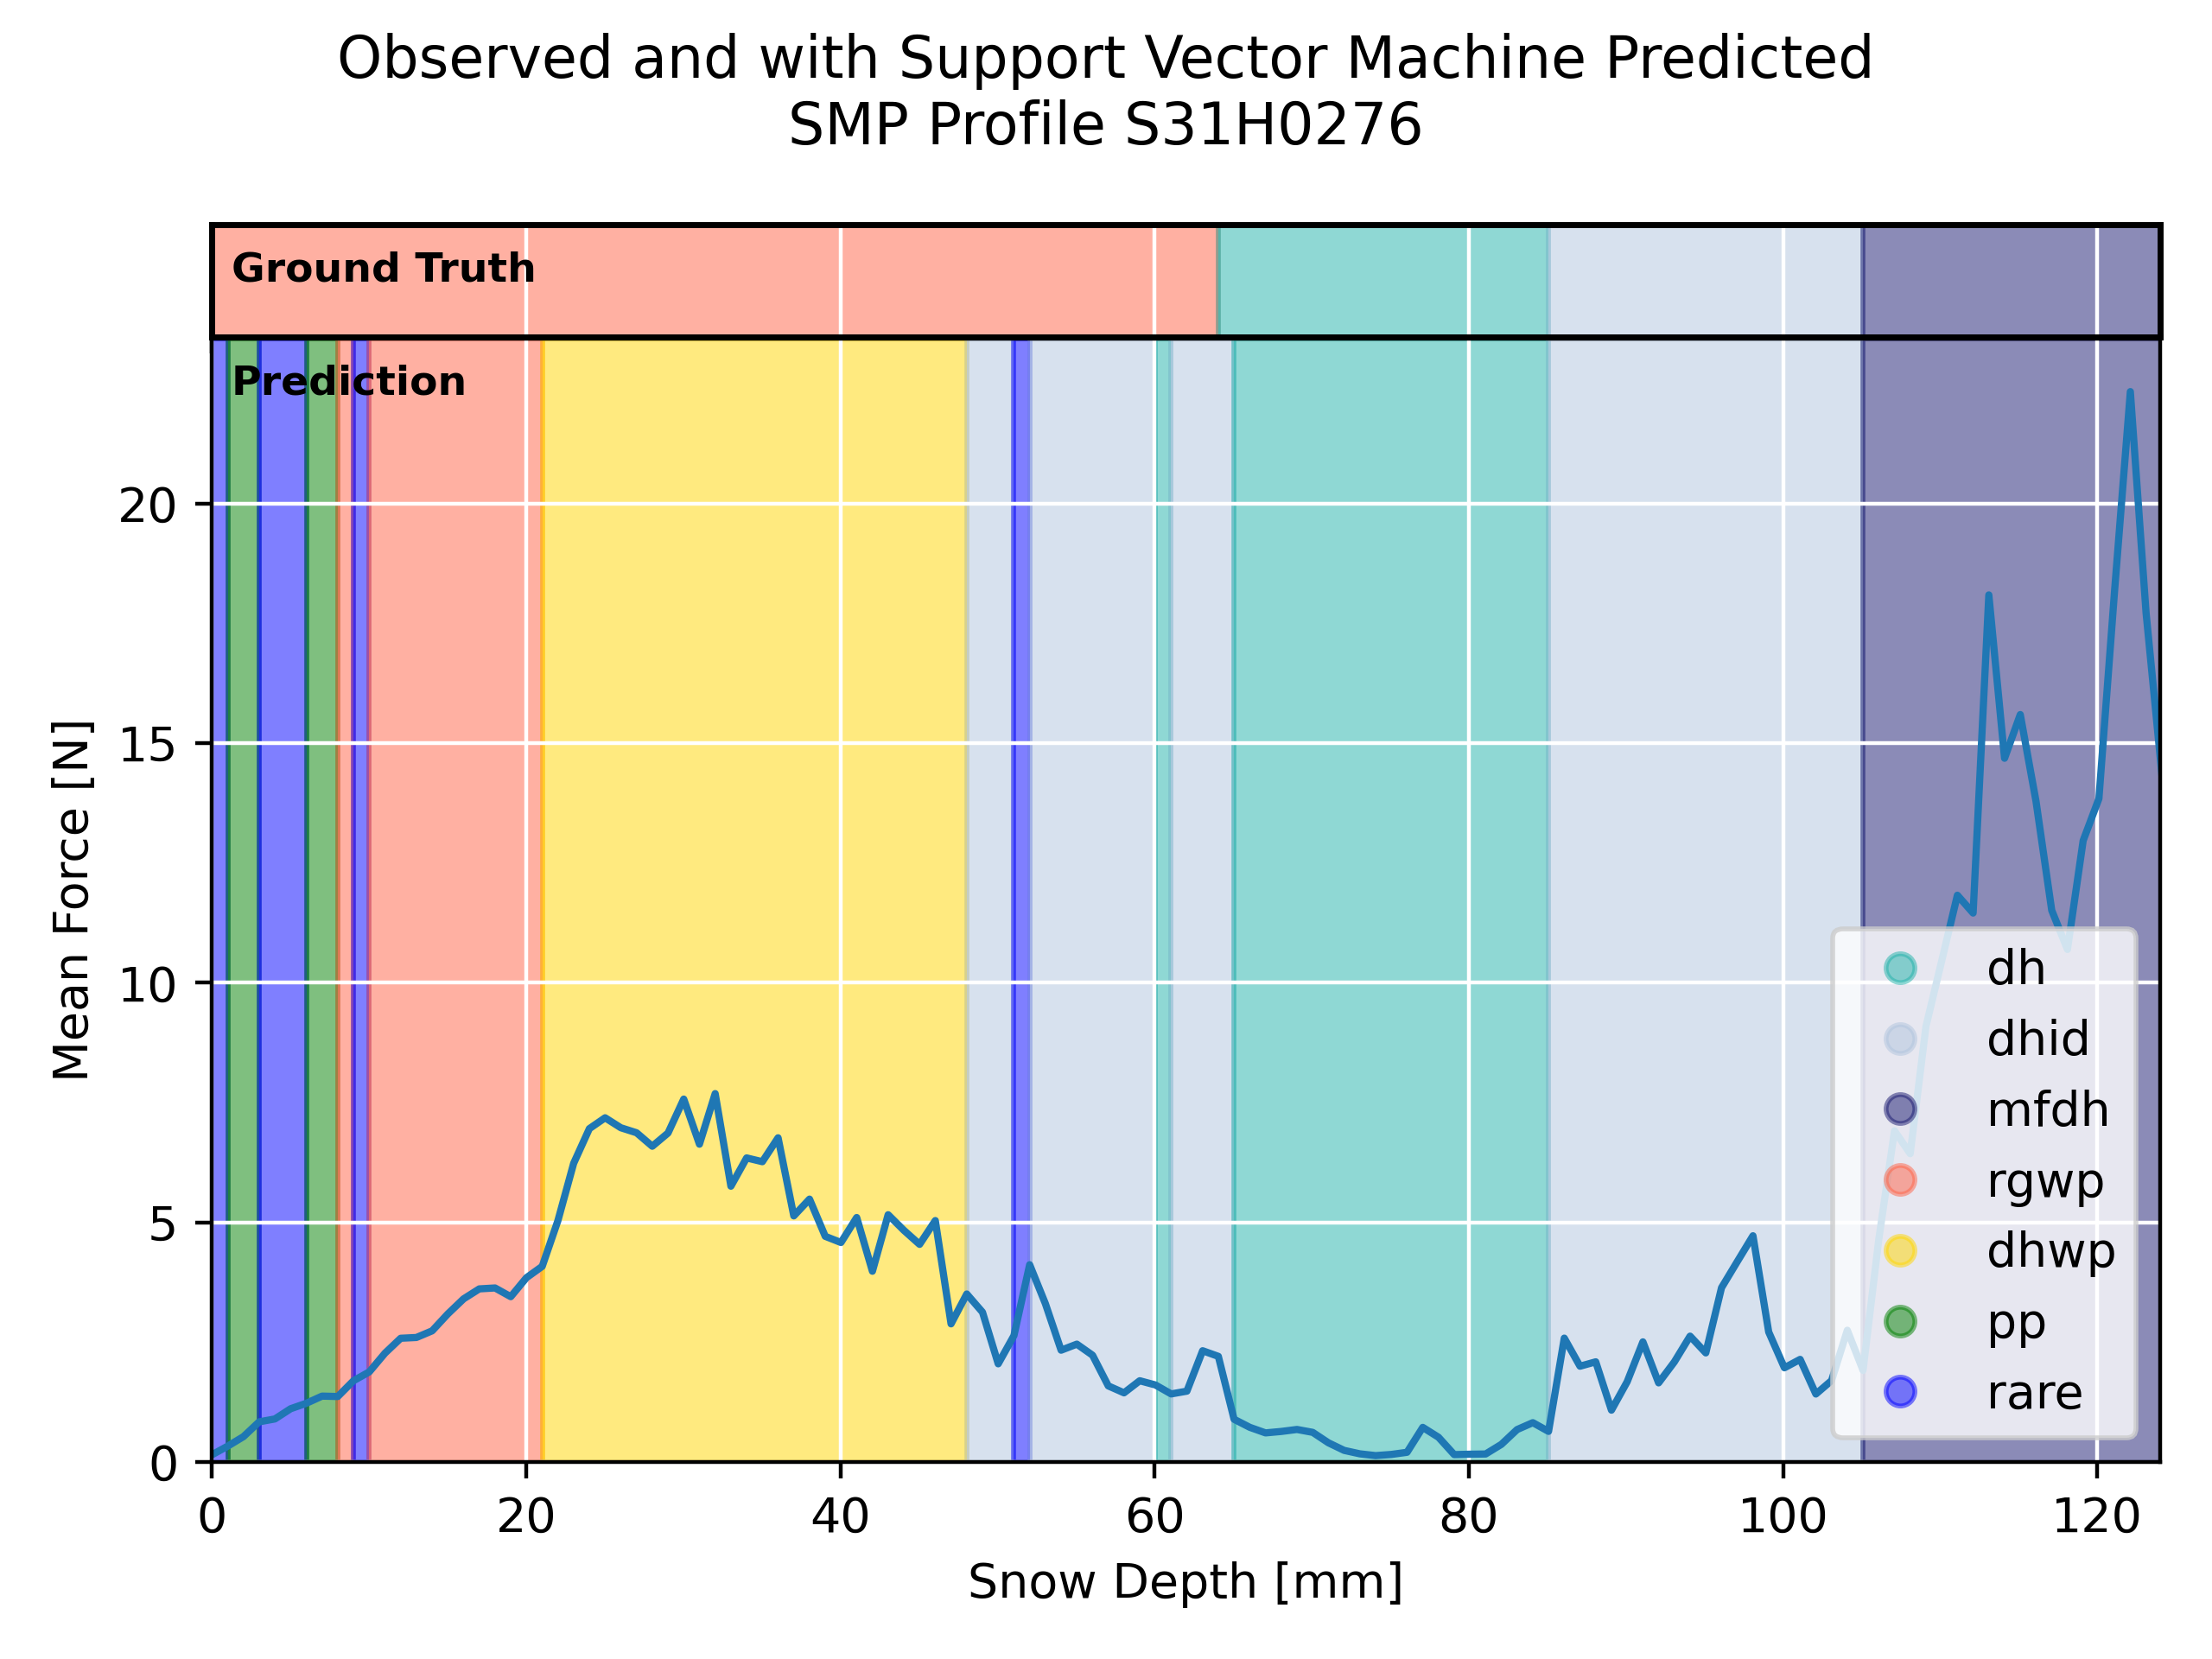 Observed and with Support Vector Machine Predicted
SMP Profile S31H0276
Ground Truth
Prediction
20
15
10
5
0
Mean Force [N]
dh
dhid
mfdh
rgwp
dhwp
pp
rare
0 20 40 60 80 100 120
Snow Depth [mm]